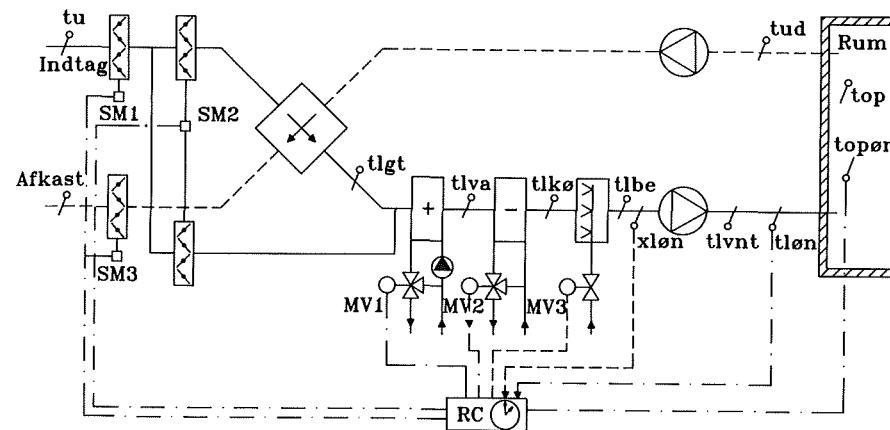 tu
Indtag
SM1
SM2
tlgt
tud
Rum
top
topøn
Afkast
SM3
+
tlva
-
tlkø
tlbe
xløn
tlvnt
tløn
MV1
MV2
MV3
RC